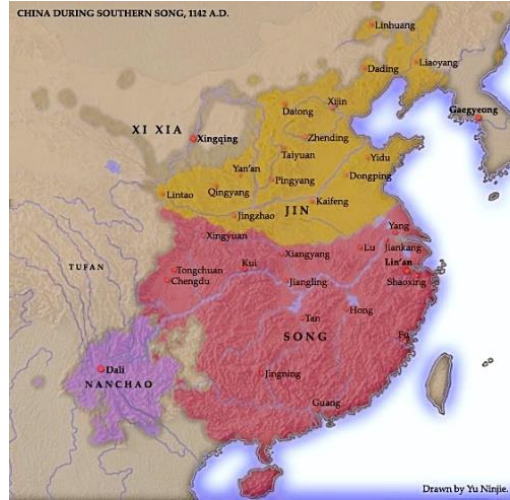 CHINA DURING SOUTHERN SONG, 1142 A.D.
Linhuang
Dading
Liaoyang
Datong
Xijin
Gaegyeong
XI XIA
Xingqing
Zhending
Taiyuan
Yidu
Yan'an
Dongping
Qingyang
Pingyang
Lintao
Kaifeng
Jingzhao
JIN
Xingyuan
Yang
Lu
Jiankang
Xiangyang
Kui
Lin'an
TUFAN
Tongchuan
Chengdu
Jiangling
Shaoxing
Tan
Hong
SONG
Fu
Dali
NANCHAO
Jingning
Guang
Drawn by Yu Ninjie.